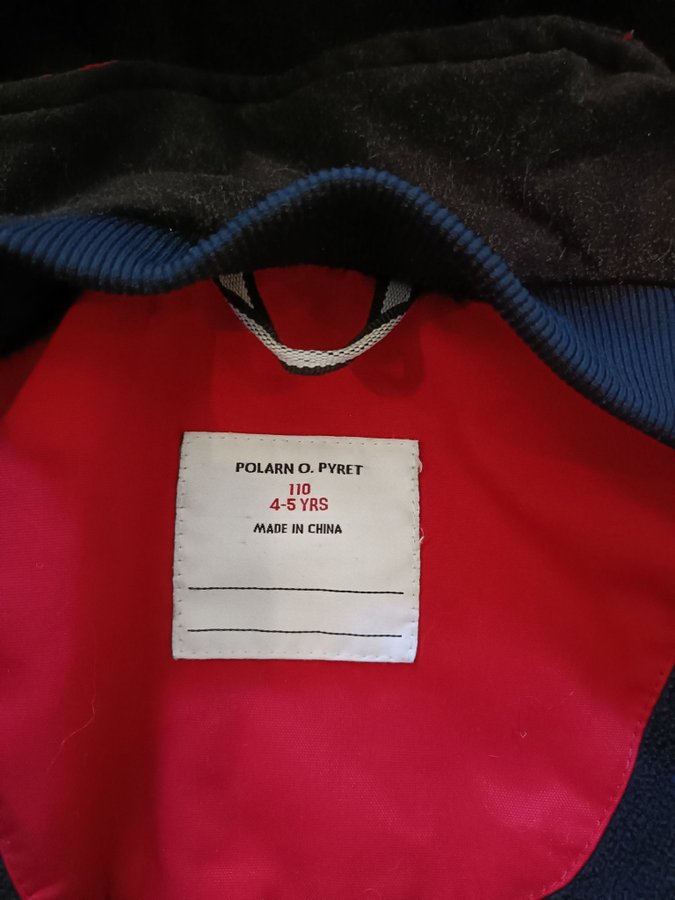 POLARN O. PYRET
110
4-5 YRS
MADE IN CHINA